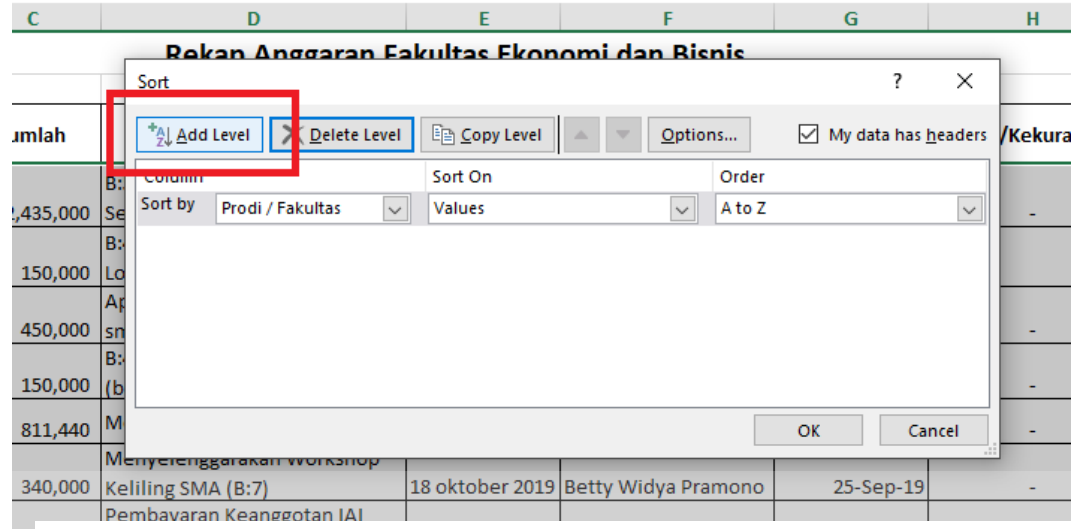 C D E F G H
Rekap Anggaran Fakultas Ekonomi dan Bisnis
Sort ? ×
Add Level Delete Level Copy Level Options... My data has headers
umlah /Kekura
Column Sort On Order
Sort by Prodi / Fakultas Values A to Z
B:
2,435,000 Se -
B:
150,000 Lo
Ap
450,000 sm -
B:
150,000 (b -
811,440 M -
OK Cancel
Menyelenggarakan Workshop
340,000 Keliling SMA (B:7) 18 oktober 2019 Betty Widya Pramono 25-Sep-19 -
Pembayaran Keanggotan IAI